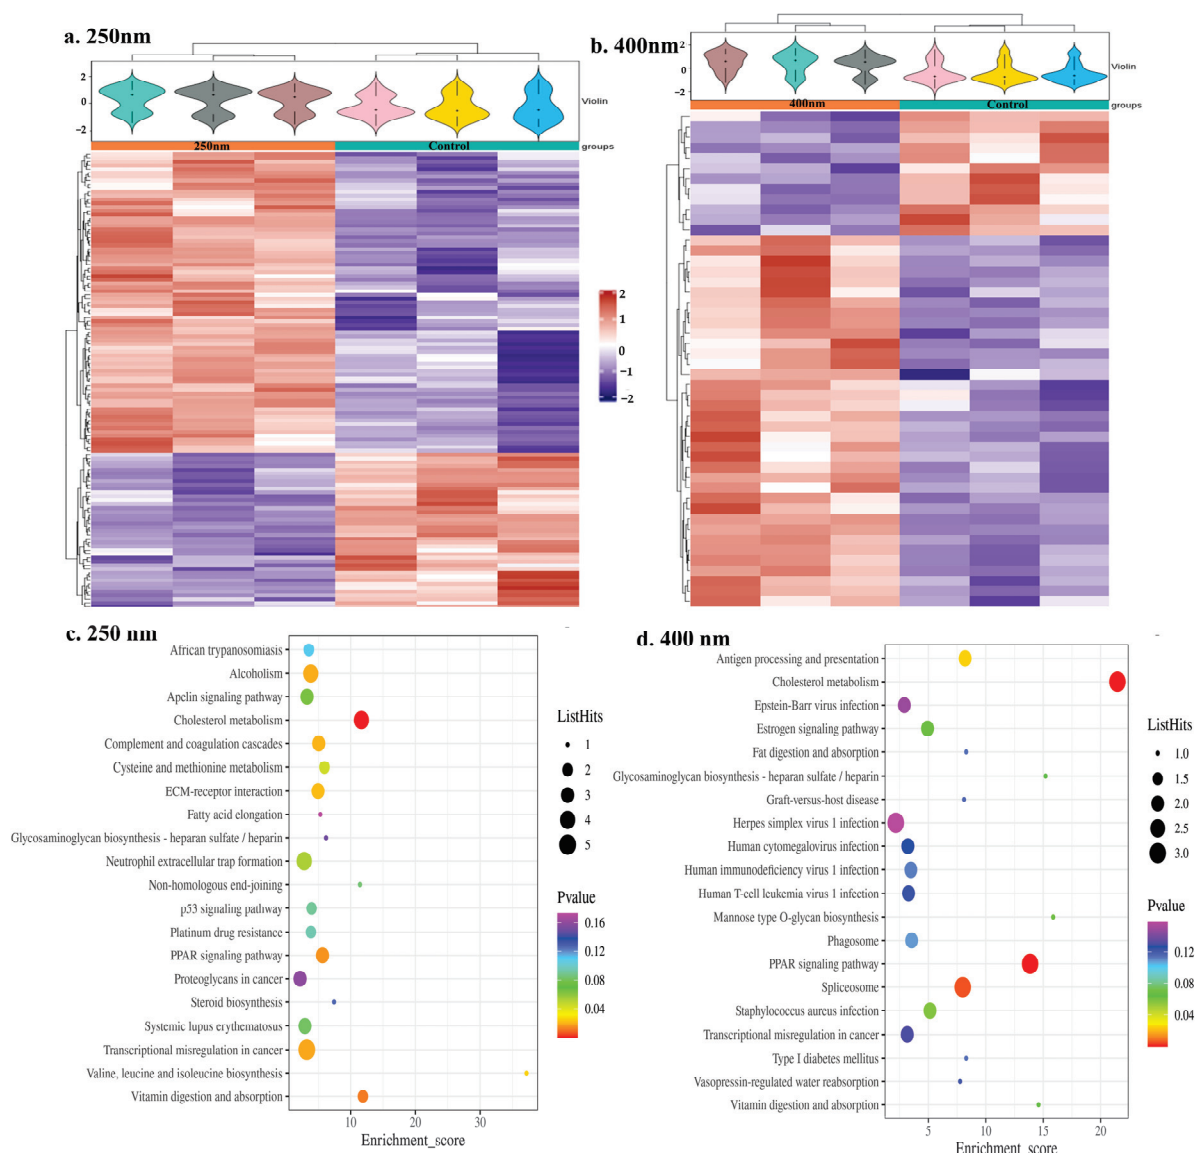 a. 250nm
2
0
−2
Violin
250nm
Control
groups
2
1
0
−1
−2
b. 400nm
2
0
−2
Violin
400nm
Control
groups
c. 250 nm
African trypanosomiasis
Alcoholism
Apelin signaling pathway
Cholesterol metabolism
Complement and coagulation cascades
Cysteine and methionine metabolism
ECM-receptor interaction
Fatty acid elongation
Glycosaminoglycan biosynthesis - heparan sulfate / heparin
Neutrophil extracellular trap formation
Non-homologous end-joining
p53 signaling pathway
Platinum drug resistance
PPAR signaling pathway
Proteoglycans in cancer
Steroid biosynthesis
Systemic lupus erythematosus
Transcriptional misregulation in cancer
Valine, leucine and isoleucine biosynthesis
Vitamin digestion and absorption
10 20 30
Enrichment_score
ListHits
1
2
3
4
5
Pvalue
0.16
0.12
0.08
0.04
d. 400 nm
Antigen processing and presentation
Cholesterol metabolism
Epstein-Barr virus infection
Estrogen signaling pathway
Fat digestion and absorption
Glycosaminoglycan biosynthesis - heparan sulfate / heparin
Graft-versus-host disease
Herpes simplex virus 1 infection
Human cytomegalovirus infection
Human immunodeficiency virus 1 infection
Human T-cell leukemia virus 1 infection
Mannose type O-glycan biosynthesis
Phagosome
PPAR signaling pathway
Spliceosome
Staphylococcus aureus infection
Transcriptional misregulation in cancer
Type I diabetes mellitus
Vasopressin-regulated water reabsorption
Vitamin digestion and absorption
5 10 15 20
Enrichment_score
ListHits
1.0
1.5
2.0
2.5
3.0
Pvalue
0.12
0.08
0.04